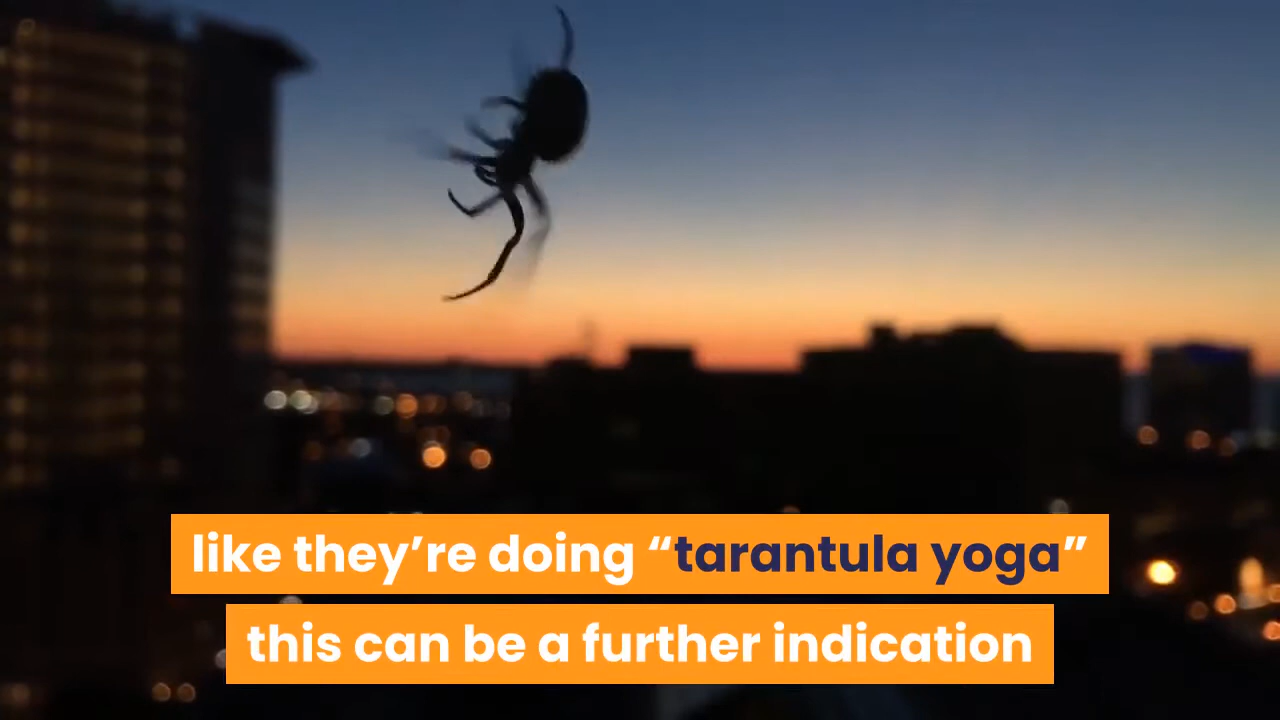 like they’re doing “tarantula yoga”
this can be a further indication